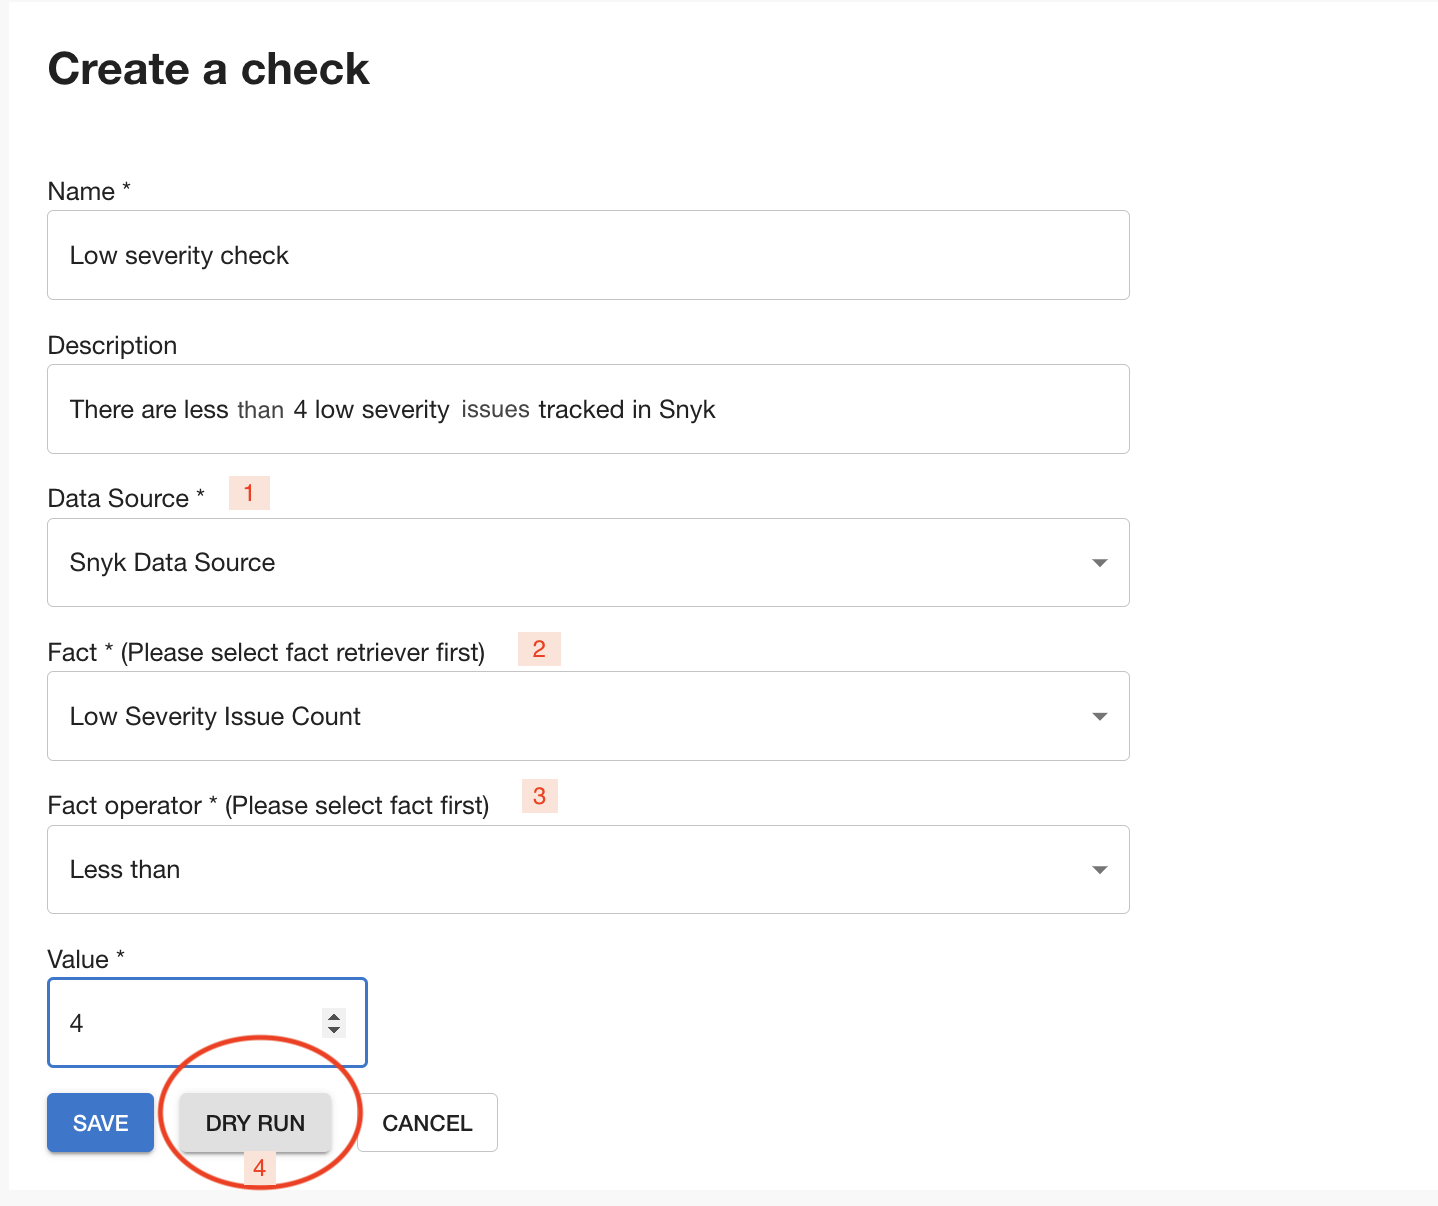 Create a check
Name *
Low severity check
Description
There are less than 4 low severity issues tracked in Snyk
Data Source * 1
Snyk Data Source
Fact * (Please select fact retriever first) 2
Low Severity Issue Count
Fact operator * (Please select fact first) 3
Less than
Value *
4
SAVE DRY RUN CANCEL
4